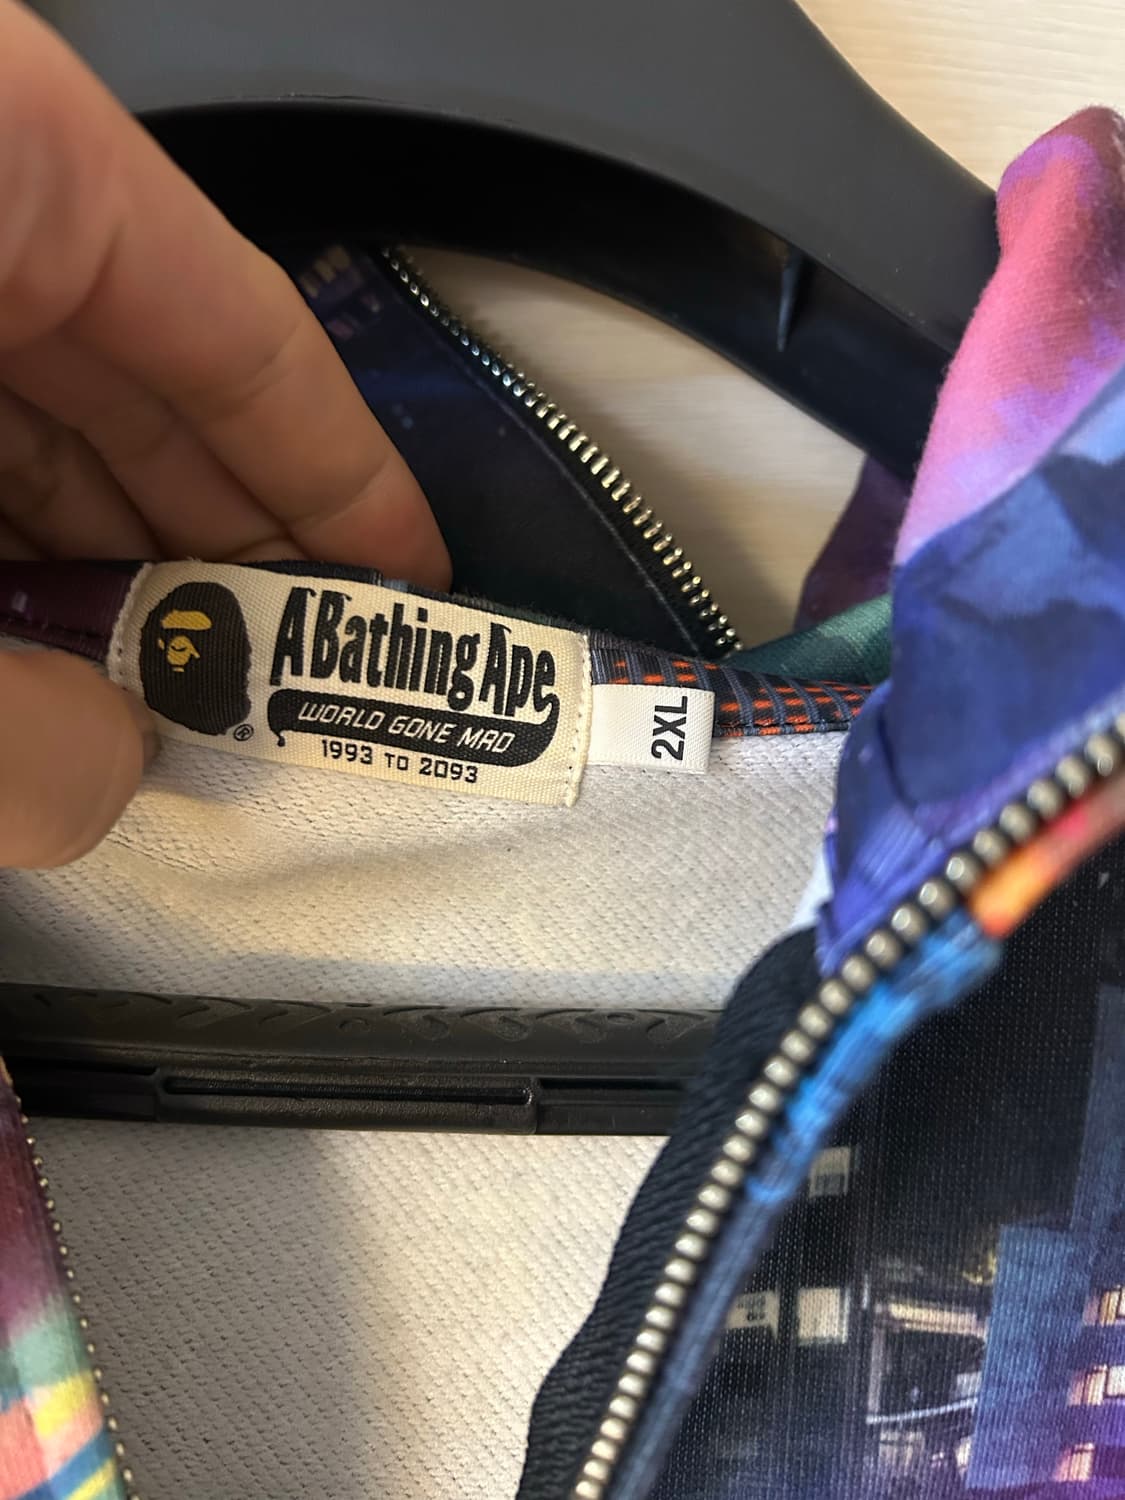 A Bathing Ape
®
WORLD GONE MAD
1993 TO 2093
2XL